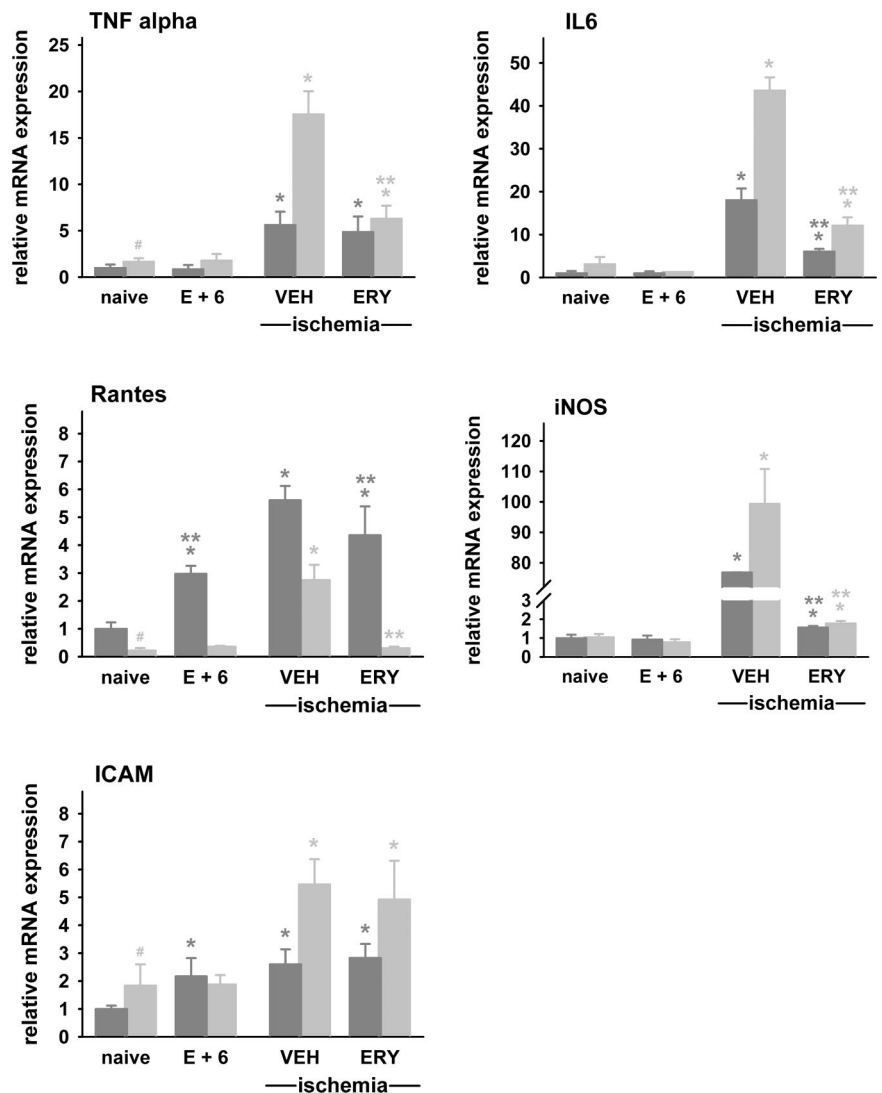 TNF alpha
relative mRNA expression
25
20
15
10
5
0
#
*
*
*
**
*
naive
E + 6
VEH
ERY
ischemia
IL6
relative mRNA expression
50
40
30
20
10
0
*
*
**
*
**
*
naive
E + 6
VEH
ERY
ischemia
Rantes
relative mRNA expression
8
7
6
5
4
3
2
1
0
#
**
*
*
*
**
*
**
naive
E + 6
VEH
ERY
ischemia
iNOS
relative mRNA expression
120
110
100
90
80
3
2
1
0
*
*
**
*
**
*
naive
E + 6
VEH
ERY
ischemia
ICAM
relative mRNA expression
8
7
6
5
4
3
2
1
0
#
*
*
*
*
*
naive
E + 6
VEH
ERY
ischemia